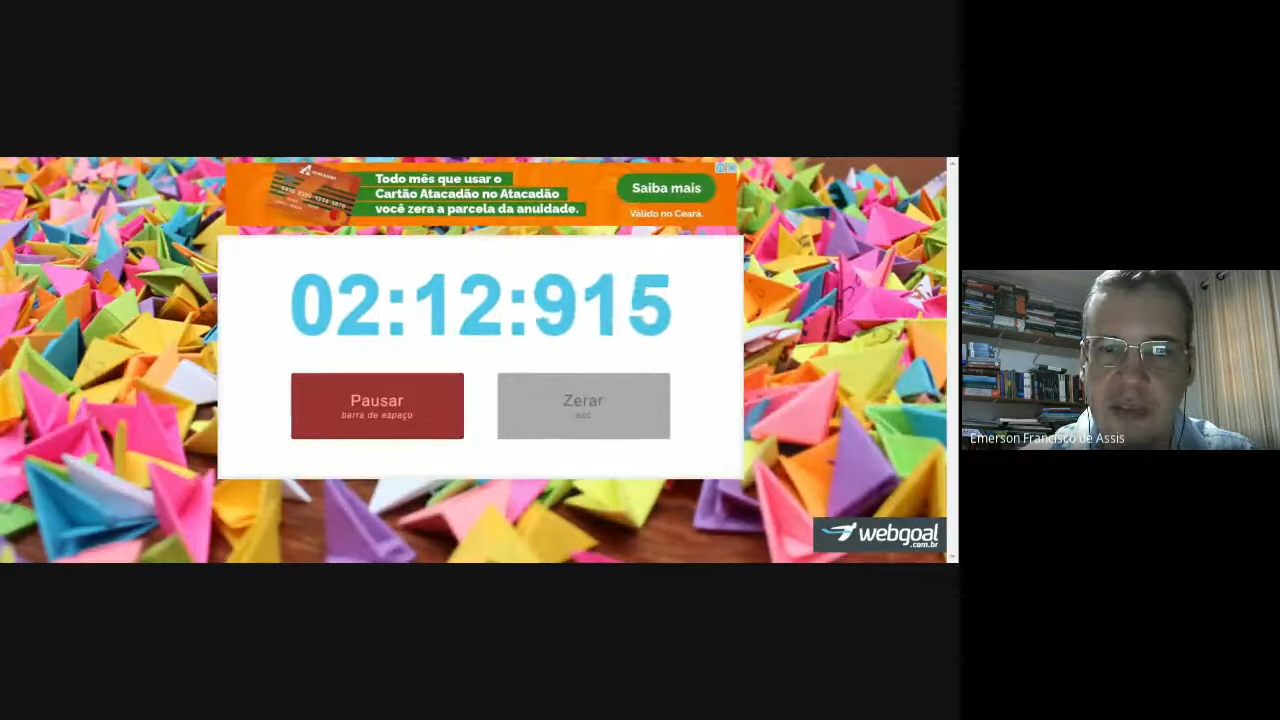 Todo mês que usar o
Cartão Atacadão no Atacadão
você zera a parcela da anuidade.
Saiba mais
Válido no Ceará.
02:12:915
Pausar
barra de espaço
Zerar
esc
webgoal
.com.br
Emerson Francisco de Assis